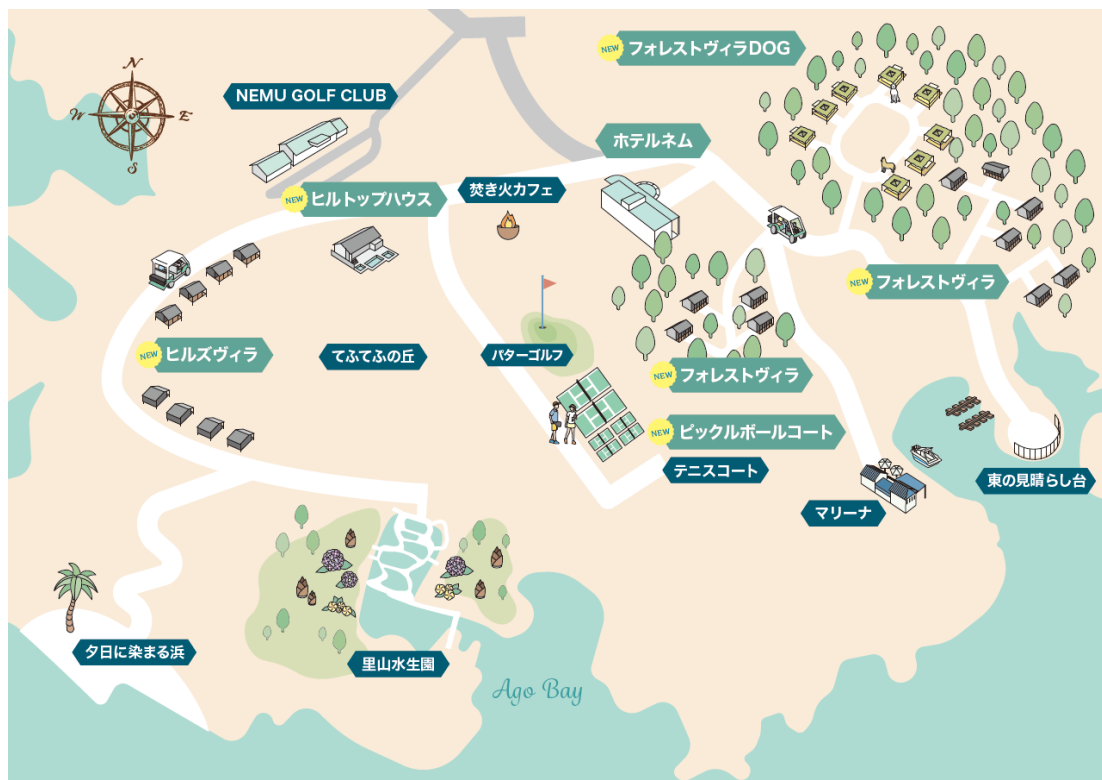 NEW フォレストヴィラDOG
N
W
E
S
NEMU GOLF CLUB
ホテルネム
NEW ヒルトップハウス
焚き火カフェ
NEW フォレストヴィラ
NEW ヒルズヴィラ
てふてふの丘
パターゴルフ
NEW フォレストヴィラ
NEW ピックルボールコート
テニスコート
東の見晴らし台
マリーナ
夕日に染まる浜
里山水生園
Ago Bay